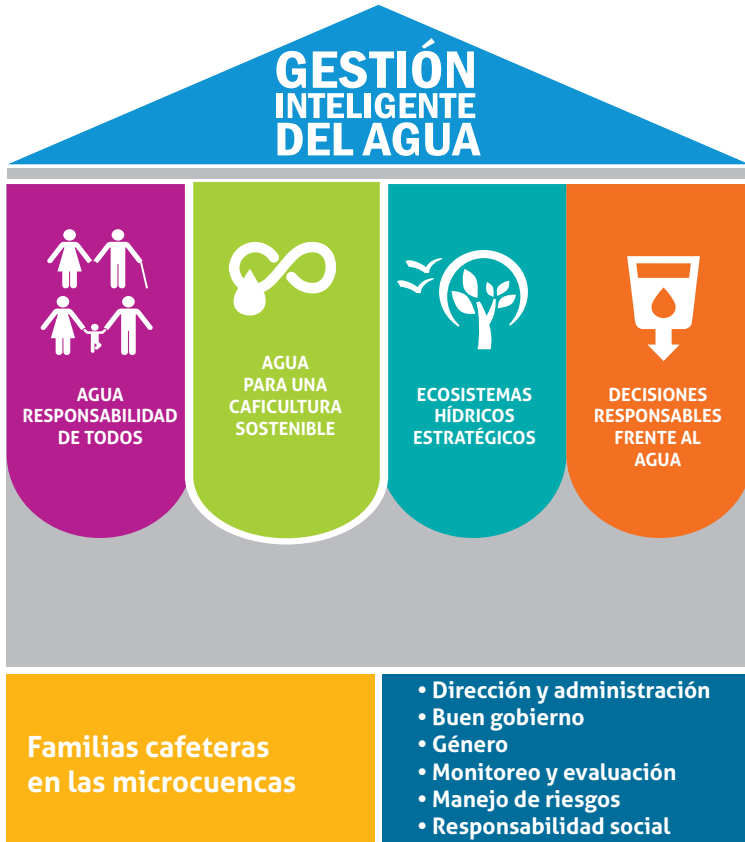 GESTIÓN
INTELIGENTE
DEL AGUA
AGUA
RESPONSABILIDAD
DE TODOS
AGUA
PARA UNA
CAFICULTURA
SOSTENIBLE
ECOSISTEMAS
HÍDRICOS
ESTRATÉGICOS
DECISIONES
RESPONSABLES
FRENTE AL
AGUA
Familias cafeteras
en las microcuencas
• Dirección y administración
• Buen gobierno
• Género
• Monitoreo y evaluación
• Manejo de riesgos
• Responsabilidad social